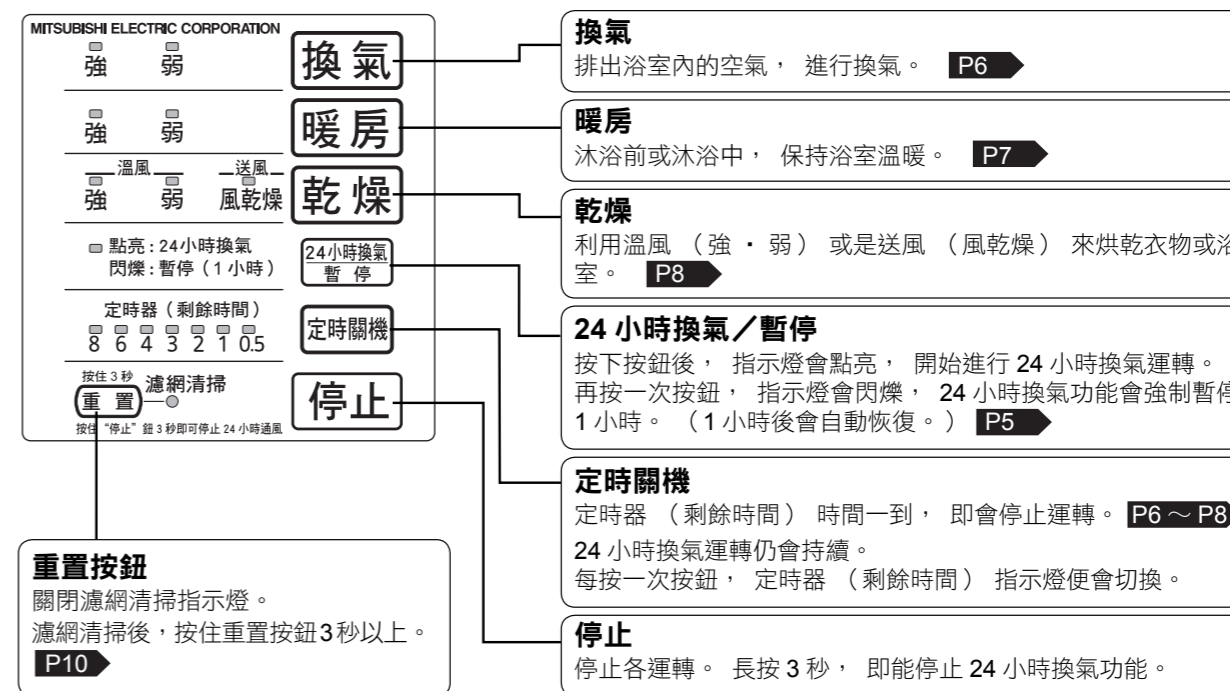 MITSUBISHI ELECTRIC CORPORATION
強 弱 換氣
強 弱 暖房
溫風 送風
強 弱 風乾燥 乾燥
點亮：24小時換氣
閃爍：暫停（1小時）
24小時換氣
暫停
定時器（剩餘時間）
8 6 4 3 2 1 0.5
定時關機
按住3秒
重置 濾網清掃
停止
按住“停止”鈕3秒即可停止24小時通風
換氣
排出浴室內的空氣， 進行換氣。 P6
暖房
沐浴前或沐浴中， 保持浴室溫暖。 P7
乾燥
利用溫風 （強・弱） 或是送風 （風乾燥） 來烘乾衣物或浴
室。 P8
24 小時換氣／暫停
按下按鈕後， 指示燈會點亮， 開始進行 24 小時換氣運轉。
再按一次按鈕， 指示燈會閃爍， 24 小時換氣功能會強制暫停
1 小時。 （1 小時後會自動恢復。） P5
定時關機
定時器 （剩餘時間） 時間一到， 即會停止運轉。 P6～P8
24 小時換氣運轉仍會持續。
每按一次按鈕， 定時器 （剩餘時間） 指示燈便會切換。
停止
停止各運轉。 長按 3 秒， 即能停止 24 小時換氣功能。
重置按鈕
關閉濾網清掃指示燈。
濾網清掃後，按住重置按鈕3秒以上。
P10